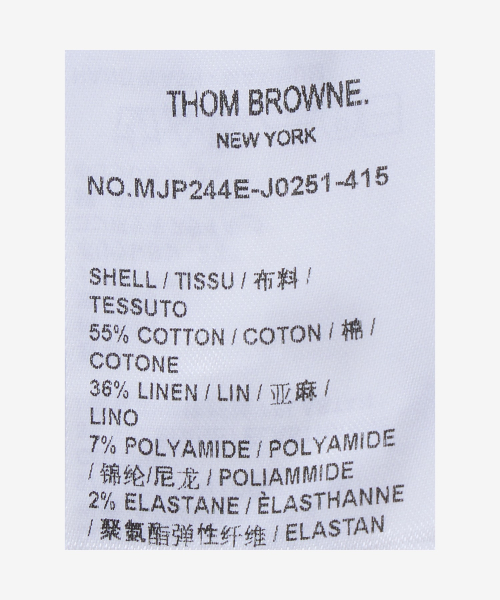 THOM BROWNE.
NEW YORK
NO.MJP244E-J0251-415
SHELL / TISSU / 布料 /
TESSUTO
55% COTTON / COTON / 棉 /
COTONE
36% LINEN / LIN / 亚麻 /
LINO
7% POLYAMIDE / POLYAMIDE
/ 锦纶/尼龙 / POLIAMMIDE
2% ELASTANE / ÈLASTHANNE
/ 聚氨酯弹性纤维 / ELASTAN